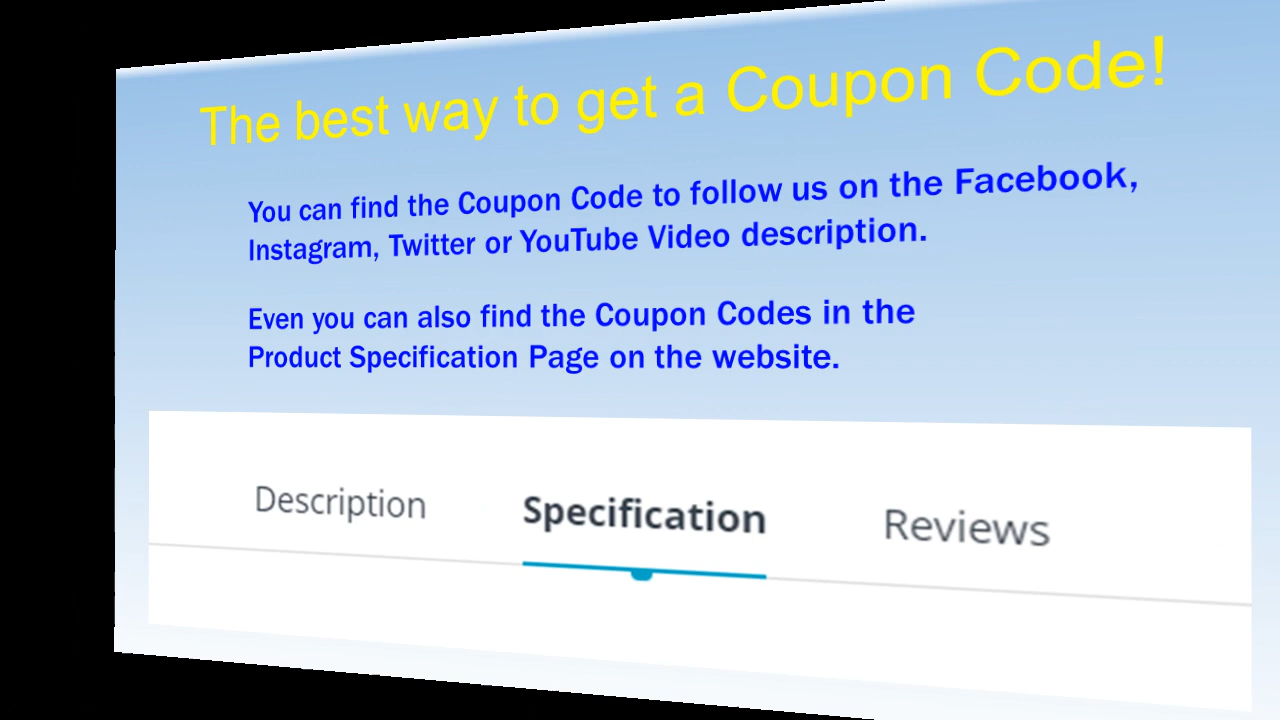 The best way to get a Coupon Code!
You can find the Coupon Code to follow us on the Facebook,
Instagram, Twitter or YouTube Video description.
Even you can also find the Coupon Codes in the
Product Specification Page on the website.
Description Specification Reviews